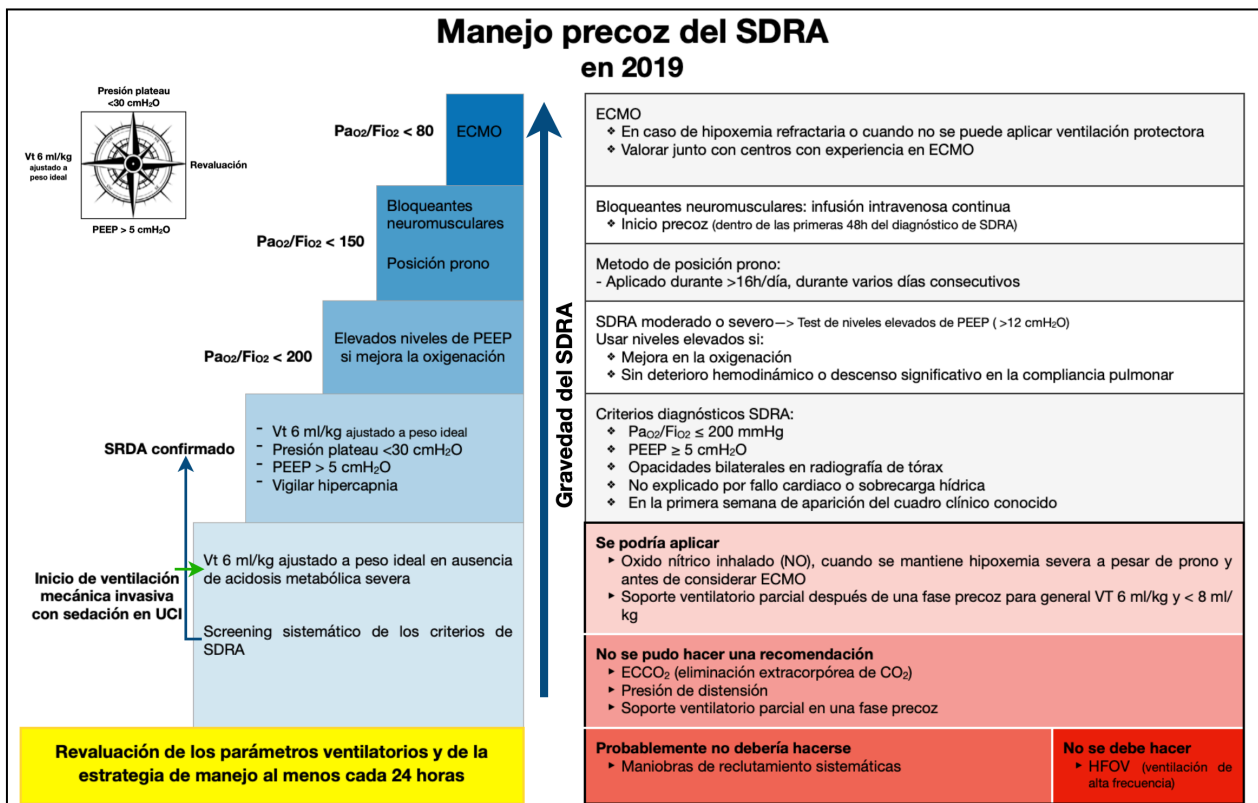 Manejo precoz del SDRA
en 2019
Presión plateau
<30 cmH₂O
Vt 6 ml/kg
ajustado a
peso ideal
Revaluación
PEEP > 5 cmH₂O
PaO₂/FiO₂ < 80
ECMO
PaO₂/FiO₂ < 150
Bloqueantes
neuromusculares
Posición prono
PaO₂/FiO₂ < 200
Elevados niveles de PEEP
si mejora la oxigenación
SRDA confirmado
- Vt 6 ml/kg ajustado a peso ideal
- Presión plateau <30 cmH₂O
- PEEP > 5 cmH₂O
- Vigilar hipercapnia
Inicio de ventilación
mecánica invasiva
con sedación en UCI
Vt 6 ml/kg ajustado a peso ideal en ausencia
de acidosis metabólica severa
Screening sistemático de los criterios de
SDRA
Revaluación de los parámetros ventilatorios y de la
estrategia de manejo al menos cada 24 horas
Gravedad del SDRA
ECMO
❖ En caso de hipoxemia refractaria o cuando no se puede aplicar ventilación protectora
❖ Valorar junto con centros con experiencia en ECMO
Bloqueantes neuromusculares: infusión intravenosa continua
❖ Inicio precoz (dentro de las primeras 48h del diagnóstico de SDRA)
Metodo de posición prono:
- Aplicado durante >16h/día, durante varios días consecutivos
SDRA moderado o severo—> Test de niveles elevados de PEEP ( >12 cmH₂O)
Usar niveles elevados si:
❖ Mejora en la oxigenación
❖ Sin deterioro hemodinámico o descenso significativo en la compliancia pulmonar
Criterios diagnósticos SDRA:
❖ PaO₂/FiO₂ ≤ 200 mmHg
❖ PEEP ≥ 5 cmH₂O
❖ Opacidades bilaterales en radiografía de tórax
❖ No explicado por fallo cardiaco o sobrecarga hídrica
❖ En la primera semana de aparición del cuadro clínico conocido
Se podría aplicar
▸ Oxido nítrico inhalado (NO), cuando se mantiene hipoxemia severa a pesar de prono y
antes de considerar ECMO
▸ Soporte ventilatorio parcial después de una fase precoz para general VT 6 ml/kg y < 8 ml/
kg
No se pudo hacer una recomendación
▸ ECCO₂ (eliminación extracorpórea de CO₂)
▸ Presión de distensión
▸ Soporte ventilatorio parcial en una fase precoz
Probablemente no debería hacerse
▸ Maniobras de reclutamiento sistemáticas
No se debe hacer
▸ HFOV (ventilación de
alta frecuencia)